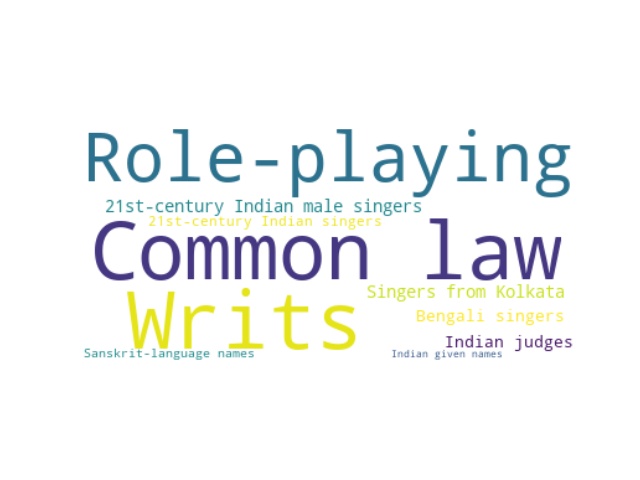 Role-playing
21st-century Indian male singers
21st-century Indian singers
Common law
Singers from Kolkata
Writs
Bengali singers
Indian judges
Sanskrit-language names
Indian given names